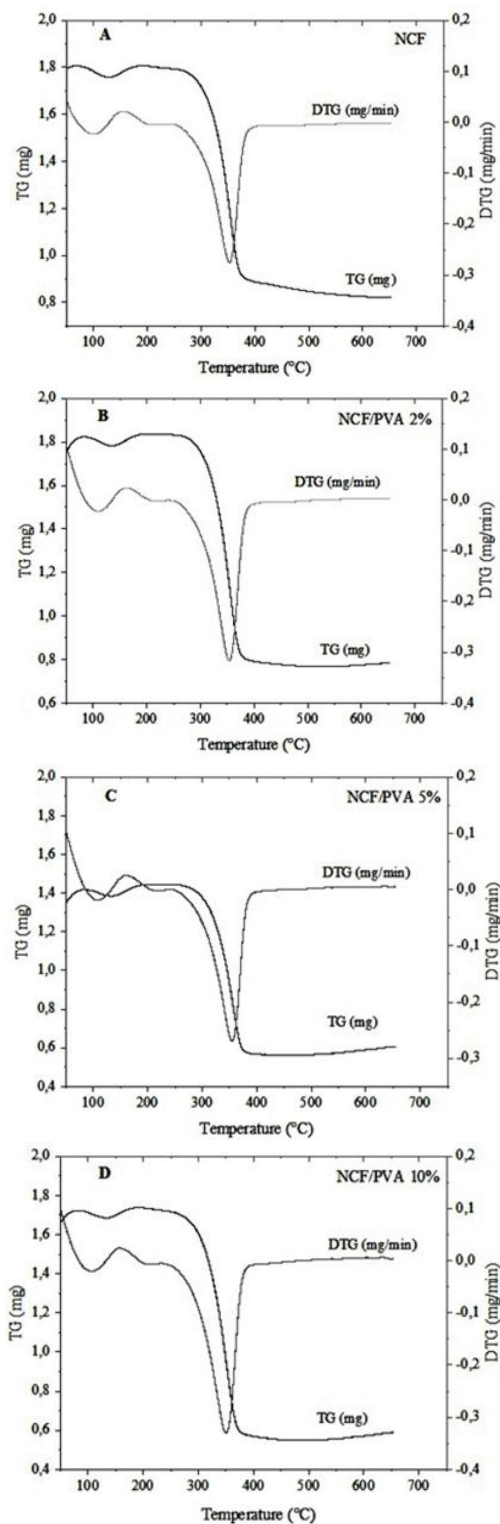 A
NCF
2,0
1,8
1,6
1,4
1,2
1,0
0,8
0,2
0,1
0,0
-0,1
-0,2
-0,3
-0,4
TG (mg)
DTG (mg/min)
DTG (mg/min)
TG (mg)
100 200 300 400 500 600 700
Temperature (°C)
B
NCF/PVA 2%
2,0
1,8
1,6
1,4
1,2
1,0
0,8
0,6
0,2
0,1
0,0
-0,1
-0,2
-0,3
-0,4
TG (mg)
DTG (mg/min)
DTG (mg/min)
TG (mg)
100 200 300 400 500 600 700
Temperature (°C)
C
NCF/PVA 5%
2,0
1,8
1,6
1,4
1,2
1,0
0,8
0,6
0,4
0,2
0,1
0,0
-0,1
-0,2
-0,3
TG (mg)
DTG (mg/min)
DTG (mg/min)
TG (mg)
100 200 300 400 500 600 700
Temperature (°C)
D
NCF/PVA 10%
2,0
1,8
1,6
1,4
1,2
1,0
0,8
0,6
0,4
0,2
0,1
0,0
-0,1
-0,2
-0,3
-0,4
TG (mg)
DTG (mg/min)
DTG (mg/min)
TG (mg)
100 200 300 400 500 600 700
Temperature (°C)